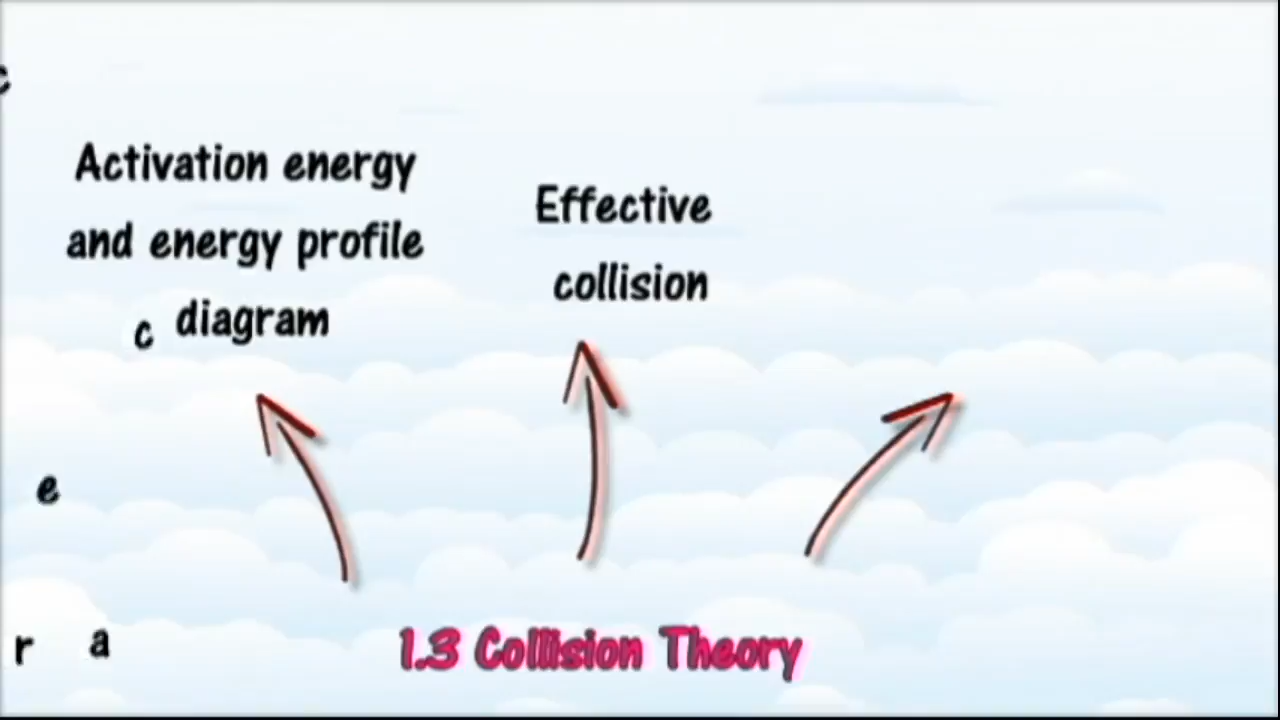 c
Activation energy
and energy profile
diagram
c
Effective
collision
e
r a
1.3 Collision Theory